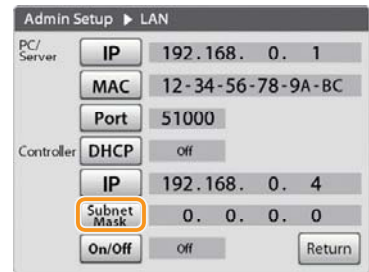 Admin Setup ▶ LAN
PC/
Server IP 192.168. 0. 1
MAC 12-34-56-78-9A-BC
Port 51000
Controller DHCP Off
IP 192.168. 0. 4
Subnet
Mask 0. 0. 0. 0
On/Off Off Return